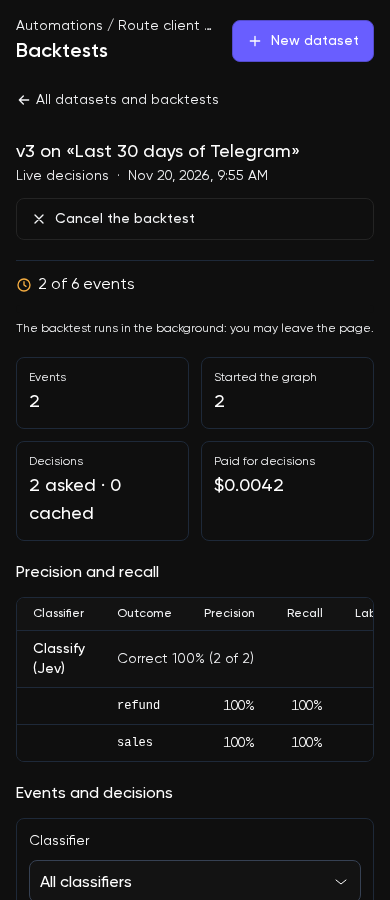 Automations / Route client ...
Backtests
New dataset
All datasets and backtests
v3 on «Last 30 days of Telegram»
Live decisions · Nov 20, 2026, 9:55 AM
Cancel the backtest
2 of 6 events
The backtest runs in the background: you may leave the page.
Events
2
Started the graph
2
Decisions
2 asked · 0
cached
Paid for decisions
$0.0042
Precision and recall
Classifier Outcome Precision Recall Lab
Classify
(Jev)
Correct 100% (2 of 2)
refund 100% 100%
sales 100% 100%
Events and decisions
Classifier
All classifiers